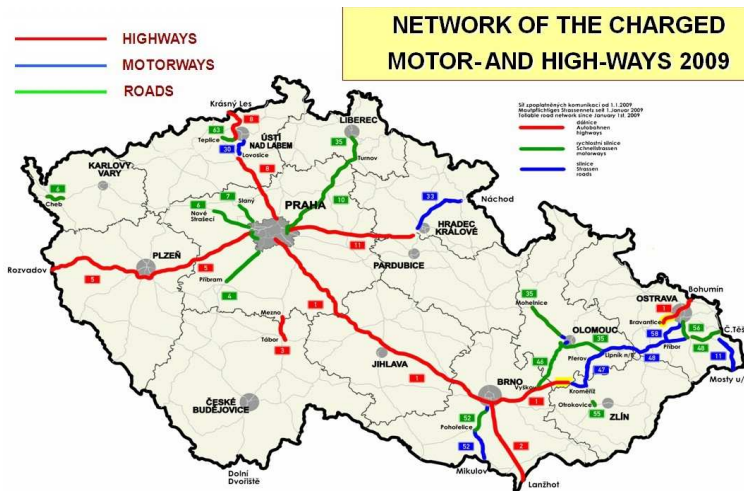 NETWORK OF THE CHARGED
MOTOR- AND HIGH-WAYS 2009
HIGHWAYS
MOTORWAYS
ROADS
Síť zpoplatněných komunikací od 1.1.2009
Mautpflichtiges Strassennetz seit 1.Januar 2009
Tollable road network since January 1st. 2009
dálnice
Autobahnen
highways
rychlostní silnice
Schnellstrassen
motorways
silnice
Strassen
roads
Krásný Les
8
63
Teplice
ÚSTÍ
NAD LABEM
30
Lovosice
8
LIBEREC
35
Turnov
10
KARLOVY
VARY
6
Cheb
7
Slaný
6
Nové
Strašecí
PRAHA
33
Náchod
HRADEC
KRÁLOVÉ
11
PARDUBICE
Rozvadov
5
PLZEŇ
5
Příbram
4
1
Mezno
Tábor
3
JIHLAVA
1
ČESKÉ
BUDĚJOVICE
Dolní
Dvořiště
35
Mohelnice
OLOMOUC
35
Přerov
Lipník n/B
46
Vyškov
47
48
Kroměříž
1
BRNO
Otrokovice
55
ZLÍN
52
Pohořelice
52
Mikulov
2
Lanžhot
Bohumín
OSTRAVA
1
Bravantice
58
Příbor
56
48
Č.Těš
11
Mosty u/